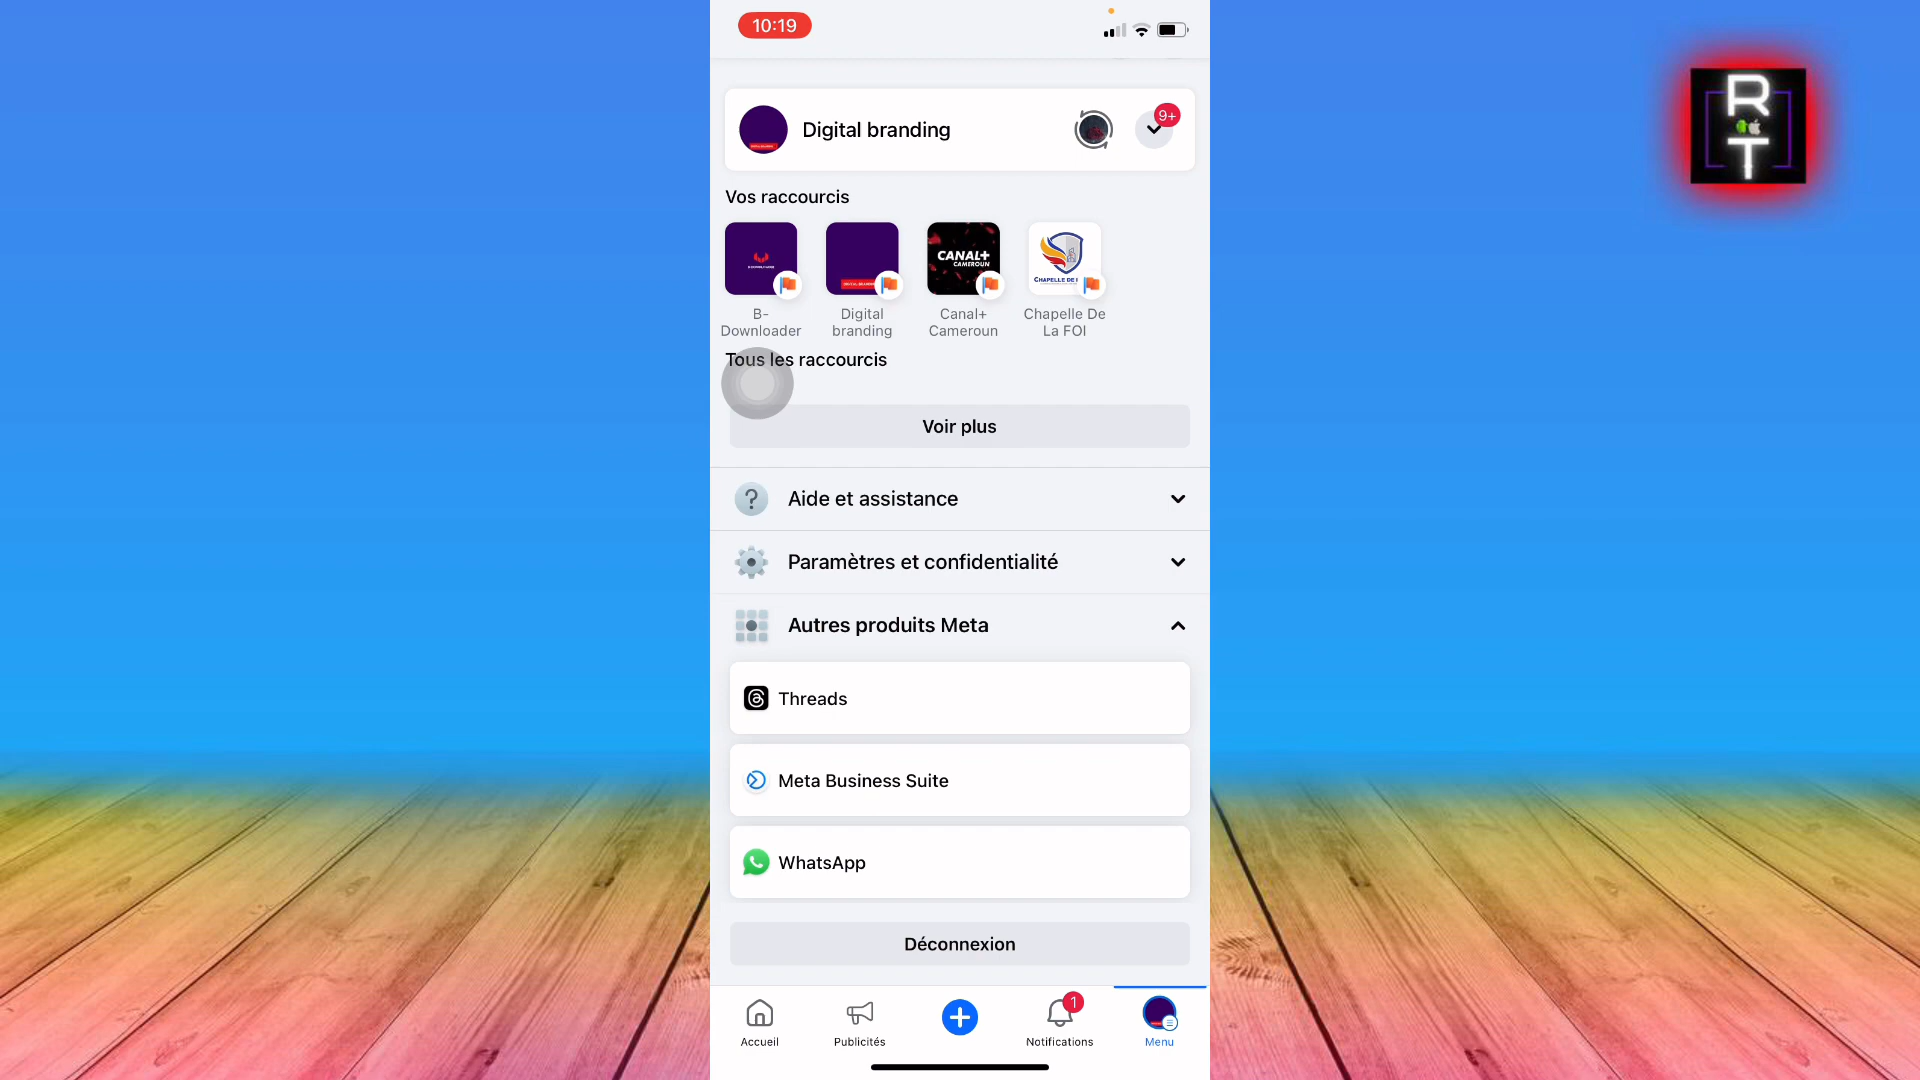 10:19
R
T
Digital branding
9+
Vos raccourcis
CANAL+
CAMEROUN
B-
Downloader
Digital
branding
Canal+
Cameroun
Chapelle De
La FOI
Tous les raccourcis
Voir plus
Aide et assistance
Paramètres et confidentialité
Autres produits Meta
Threads
Meta Business Suite
WhatsApp
Déconnexion
1
Accueil
Publicités
Notifications
Menu